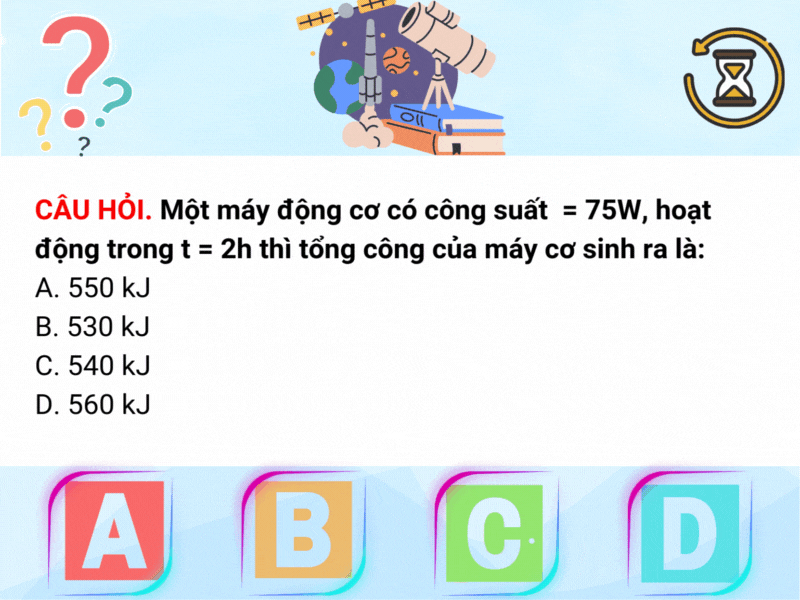 CÂU HỎI. Một máy động cơ có công suất = 75W, hoạt
động trong t = 2h thì tổng công của máy cơ sinh ra là:
A. 550 kJ
B. 530 kJ
C. 540 kJ
D. 560 kJ
A B C D